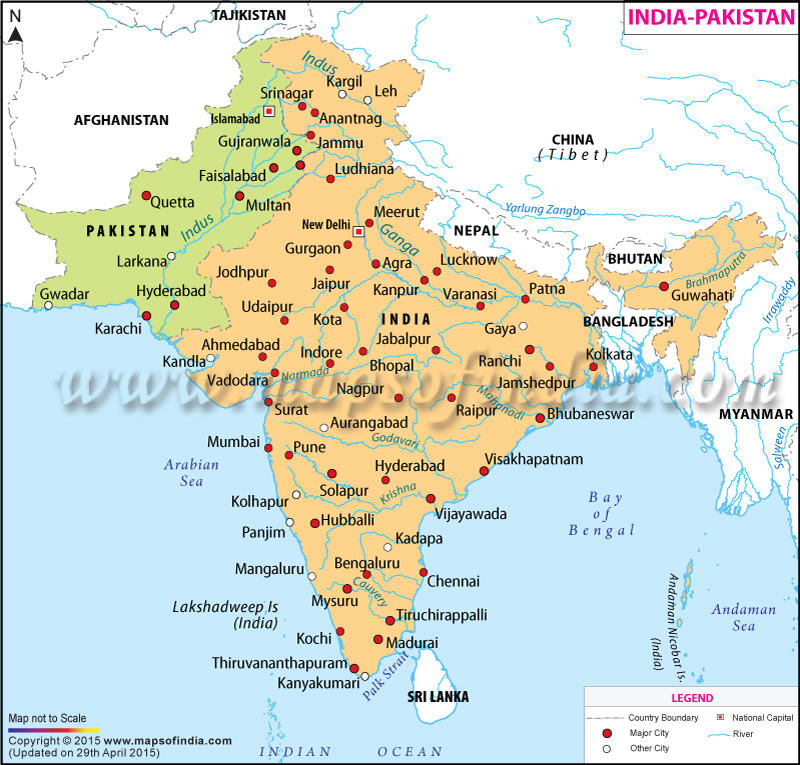 INDIA-PAKISTAN
N
TAJIKISTAN
AFGHANISTAN
CHINA
(Tibet)
Indus
Kargil
Leh
Srinagar
Islamabad
Anantnag
Gujranwala
Jammu
Faisalabad
Ludhiana
Quetta
Multan
Yarlung Zangbo
PAKISTAN
Indus
New Delhi
Meerut
Ganga
NEPAL
Gurgaon
Larkana
Agra
Lucknow
BHUTAN
Brahmaputra
Jodhpur
Jaipur
Kanpur
Varanasi
Patna
Guwahati
Gwadar
Hyderabad
Irrawaddy
Udaipur
Kota
INDIA
Gaya
BANGLADESH
Karachi
Ahmedabad
Jabalpur
Kandla
Indore
Bhopal
Ranchi
Kolkata
Vadodara
Narmada
Jamshedpur
www.mapsofindia.com
Nagpur
Mahanadi
Surat
Raipur
Bhubaneswar
MYANMAR
Aurangabad
Godavari
Salween
Mumbai
Pune
Hyderabad
Visakhapatnam
Arabian
Sea
Solapur
Krishna
Kolhapur
Vijayawada
Bay
of
Bengal
Hubballi
Panjim
Kadapa
Mangaluru
Bengaluru
Chennai
Cauvery
Mysuru
Lakshadweep Is
(India)
Tiruchirappalli
Andaman Nicobar Is.
(India)
Andaman
Sea
Kochi
Madurai
Thiruvananthapuram
Kanyakumari
Palk Strait
SRI LANKA
INDIAN OCEAN
Map not to Scale
Copyright © 2015 www.mapsofindia.com
(Updated on 29th April 2015)
LEGEND
Country Boundary
National Capital
Major City
River
Other City